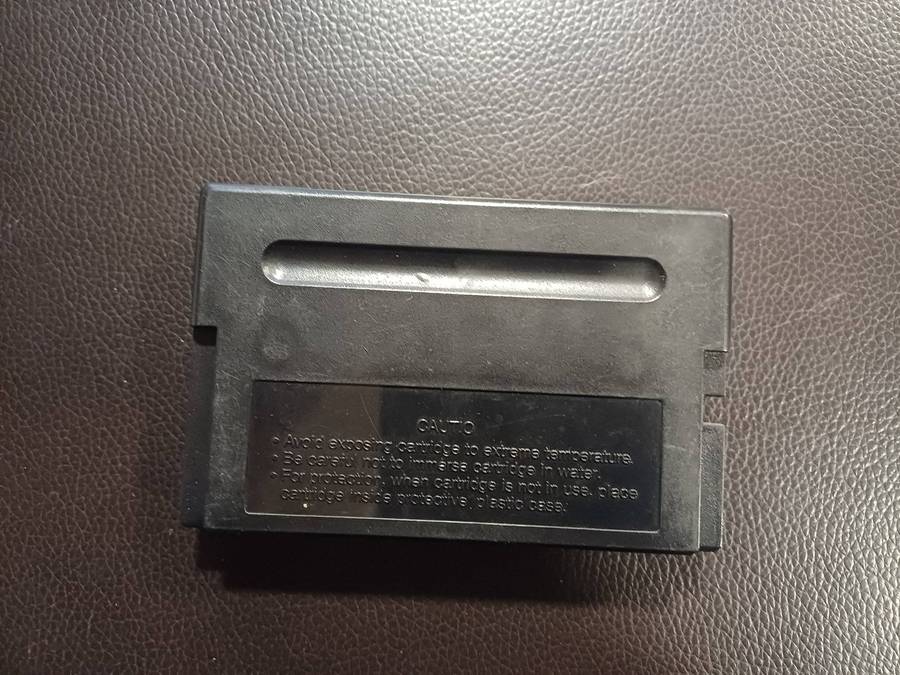 CAUTIO
• Avoid exposing cartridge to extreme temperature.
• Be careful not to immerse cartridge in water.
• For protection, when cartridge is not in use, place
cartridge inside protective, plastic case.